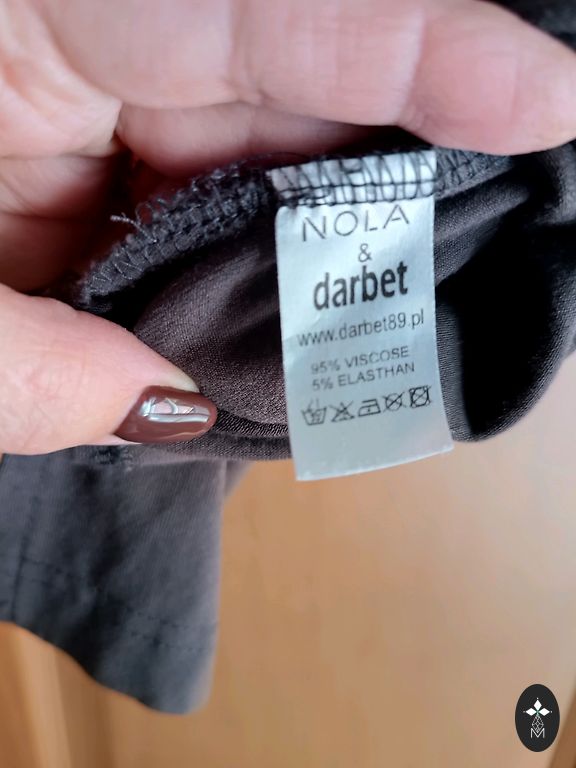 NOLA
&
darbet
www.darbet89.pl
95% VISCOSE
5% ELASTHAN
M